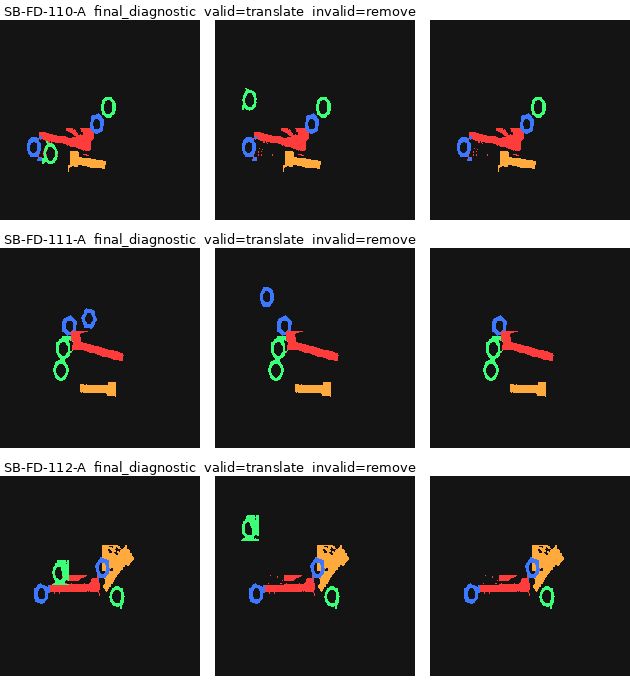 SB-FD-110-A  final_diagnostic  valid=translate  invalid=remove
SB-FD-111-A  final_diagnostic  valid=translate  invalid=remove
SB-FD-112-A  final_diagnostic  valid=translate  invalid=remove